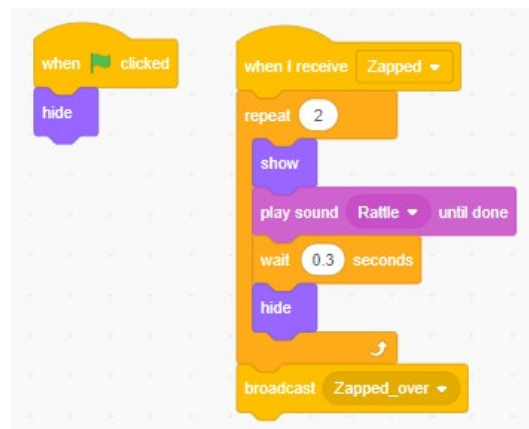 when clicked
hide
when I receive Zapped
repeat 2
show
play sound Rattle until done
wait 0.3 seconds
hide
broadcast Zapped_over